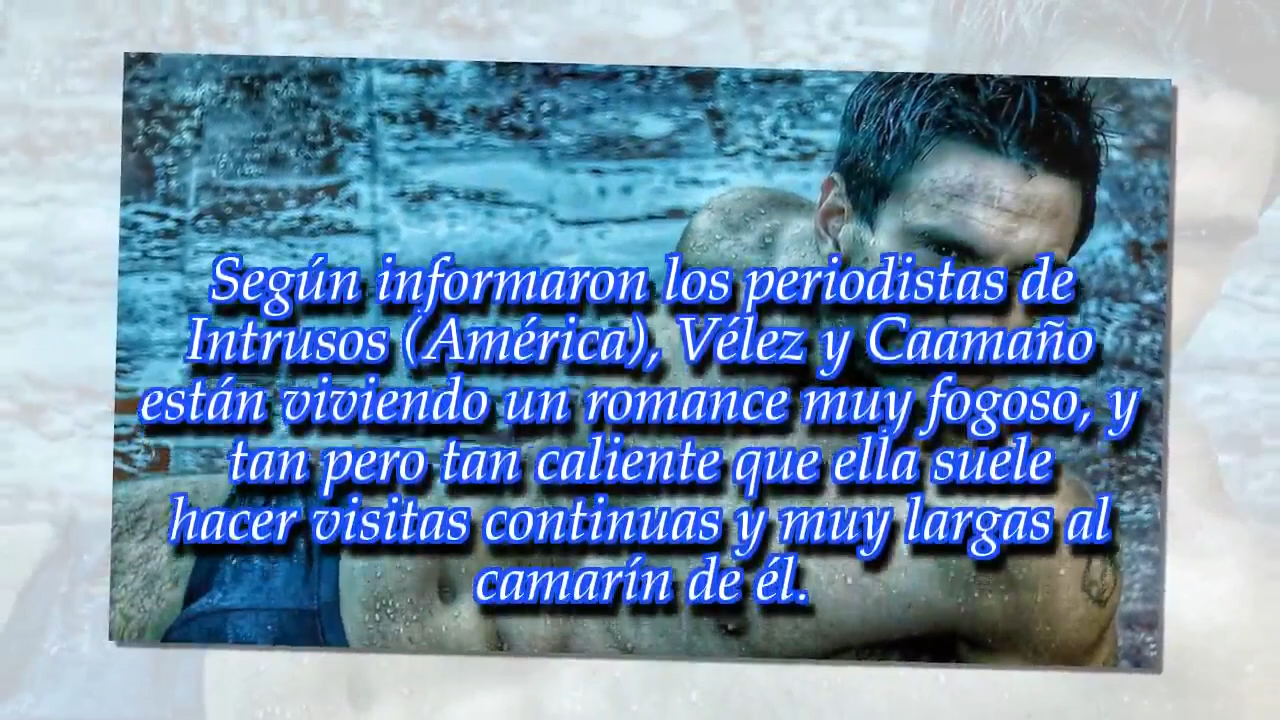 Según informaron los periodistas de
Intrusos (América), Vélez y Caamaño
están viviendo un romance muy fogoso, y
tan pero tan caliente que ella suele
hacer visitas continuas y muy largas al
camarín de él.